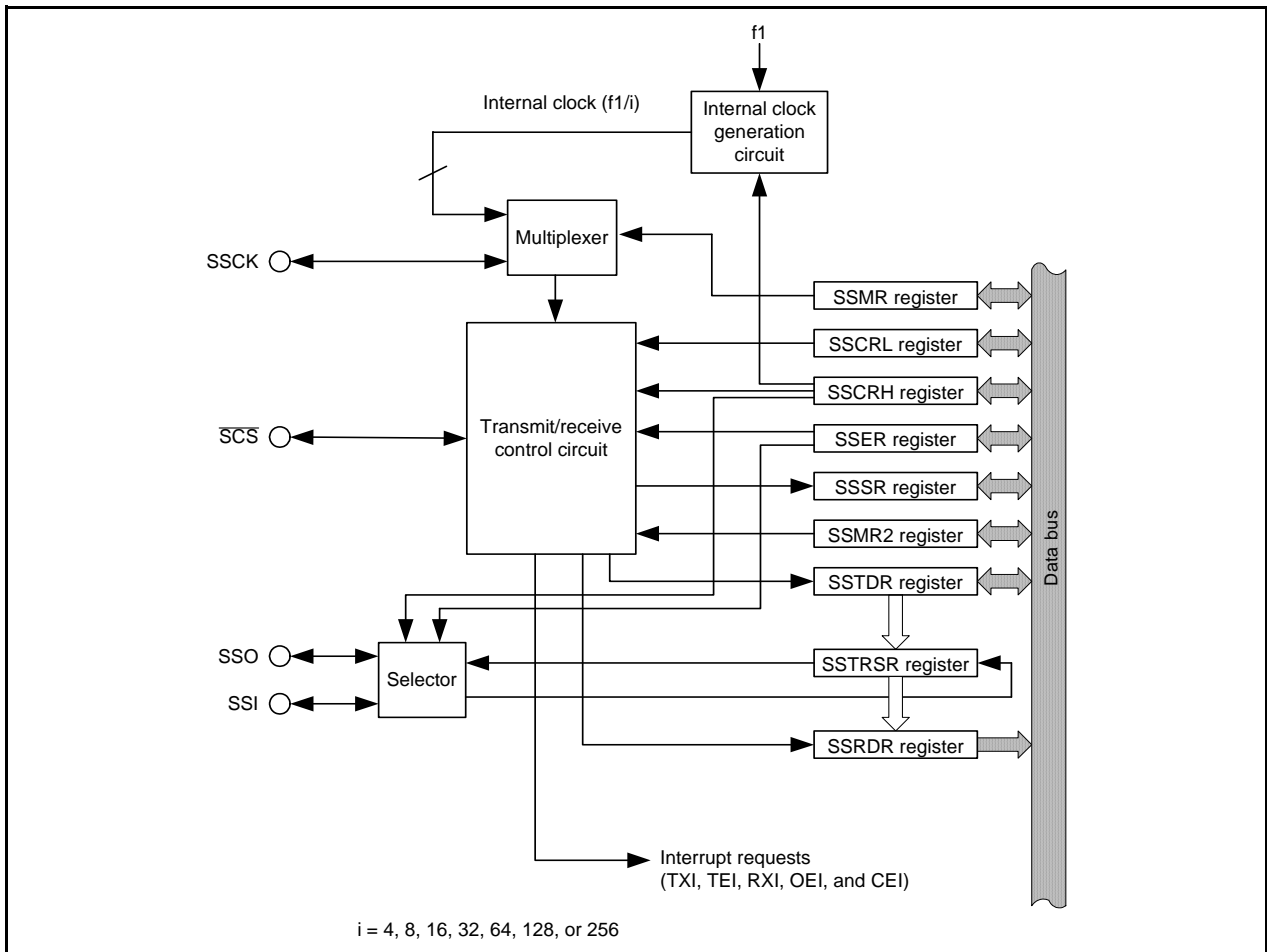 f1
Internal clock (f1/i)
Internal clock
generation
circuit
Multiplexer
SSCK
SSMR register
SSCRL register
SSCRH register
SCS
Transmit/receive
control circuit
SSER register
SSSR register
SSMR2 register
Data bus
SSTDR register
SSO
SSTRSR register
Selector
SSI
SSRDR register
Interrupt requests
(TXI, TEI, RXI, OEI, and CEI)
i = 4, 8, 16, 32, 64, 128, or 256